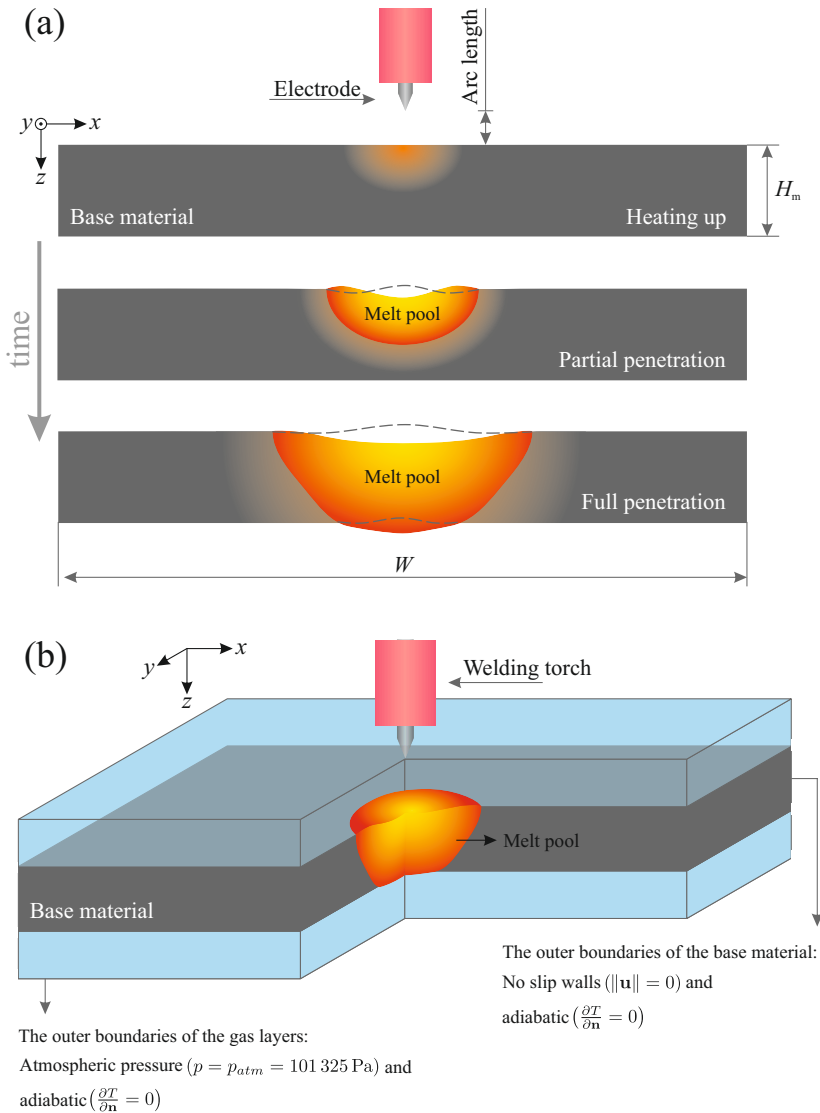 (a)
Electrode
Arc length
y
x
z
H_m
Base material
Heating up
time
Melt pool
Partial penetration
Melt pool
Full penetration
W
(b)
x
y
z
Welding torch
Melt pool
Base material
The outer boundaries of the base material:
No slip walls (‖u‖ = 0) and
adiabatic (∂T/∂n = 0)
The outer boundaries of the gas layers:
Atmospheric pressure (p = p_atm = 101 325 Pa) and
adiabatic (∂T/∂n = 0)